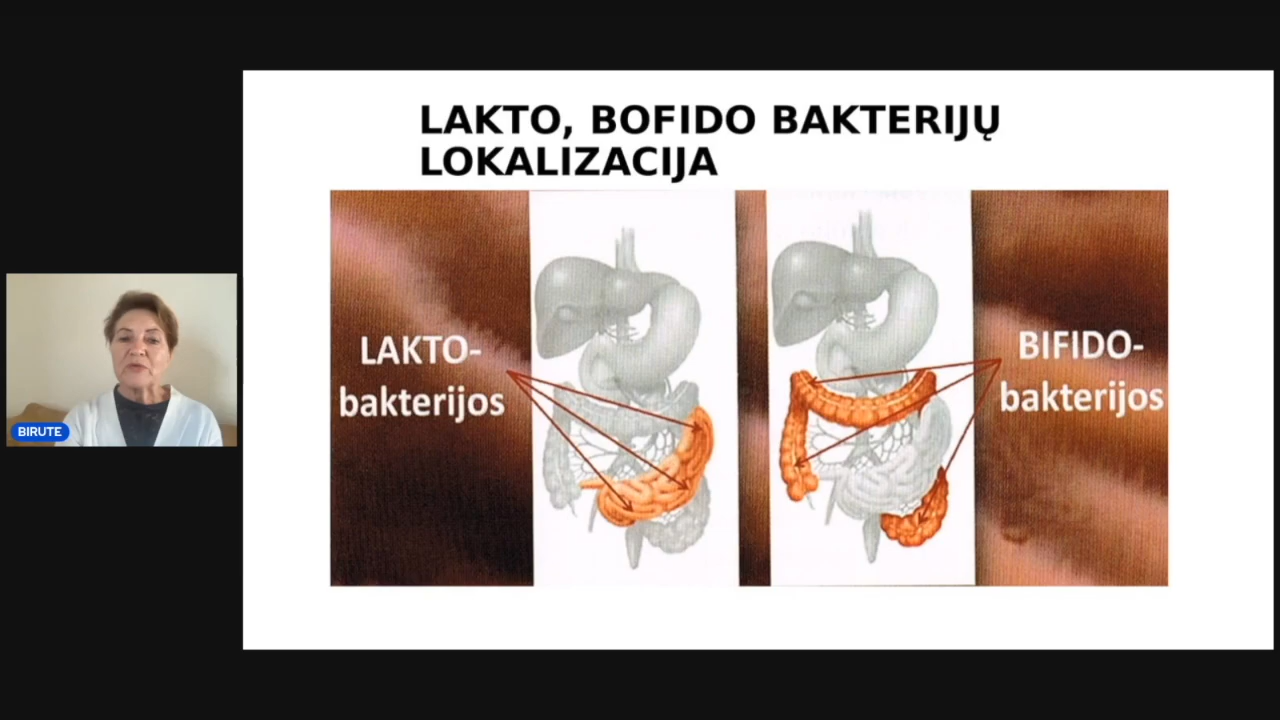 LAKTO, BOFIDO BAKTERIJŲ
LOKALIZACIJA
LAKTO-
bakterijos
BIFIDO-
bakterijos
BIRUTE